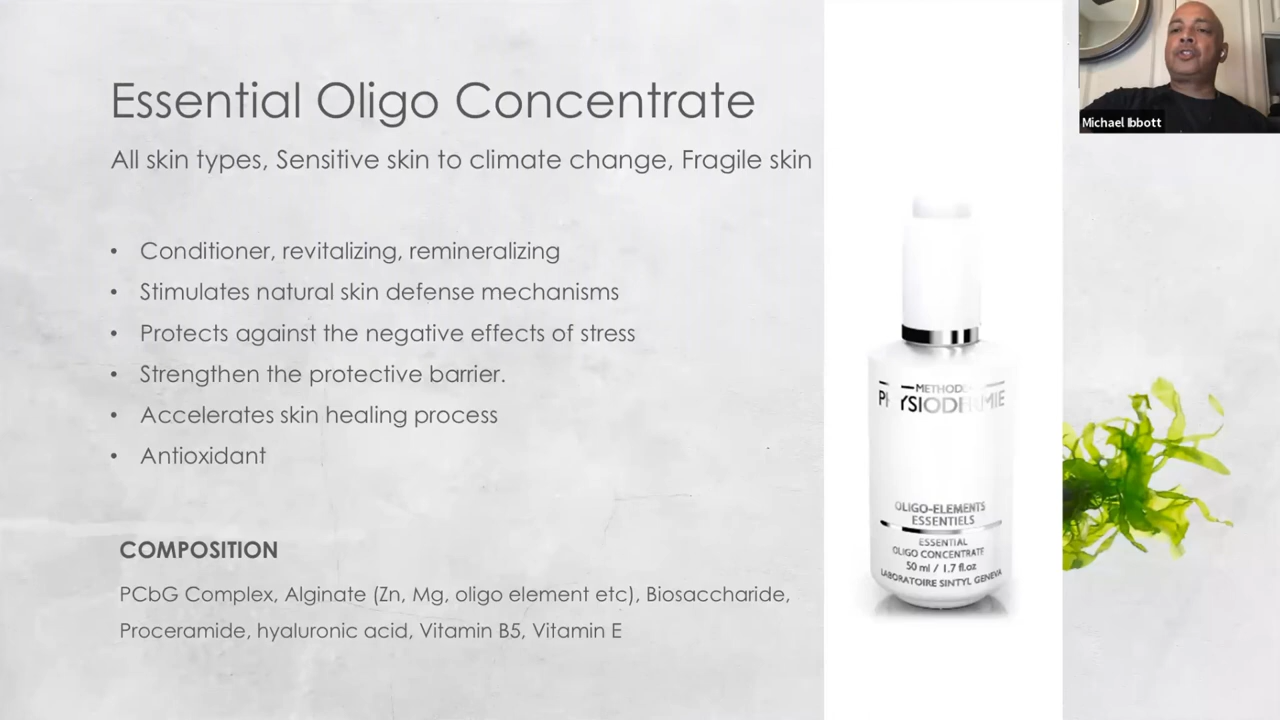 Essential Oligo Concentrate
All skin types, Sensitive skin to climate change, Fragile skin
• Conditioner, revitalizing, remineralizing
• Stimulates natural skin defense mechanisms
• Protects against the negative effects of stress
• Strengthen the protective barrier.
• Accelerates skin healing process
• Antioxidant
COMPOSITION
PCbG Complex, Alginate (Zn, Mg, oligo element etc), Biosaccharide,
Proceramide, hyaluronic acid, Vitamin B5, Vitamin E
METHODE
PHYSIODERMIE
OLIGO-ELEMENTS
ESSENTIELS
ESSENTIAL
OLIGO CONCENTRATE
50 ml / 1.7 fl.oz
LABORATOIRE SINTYL GENEVA
Michael Ibbott